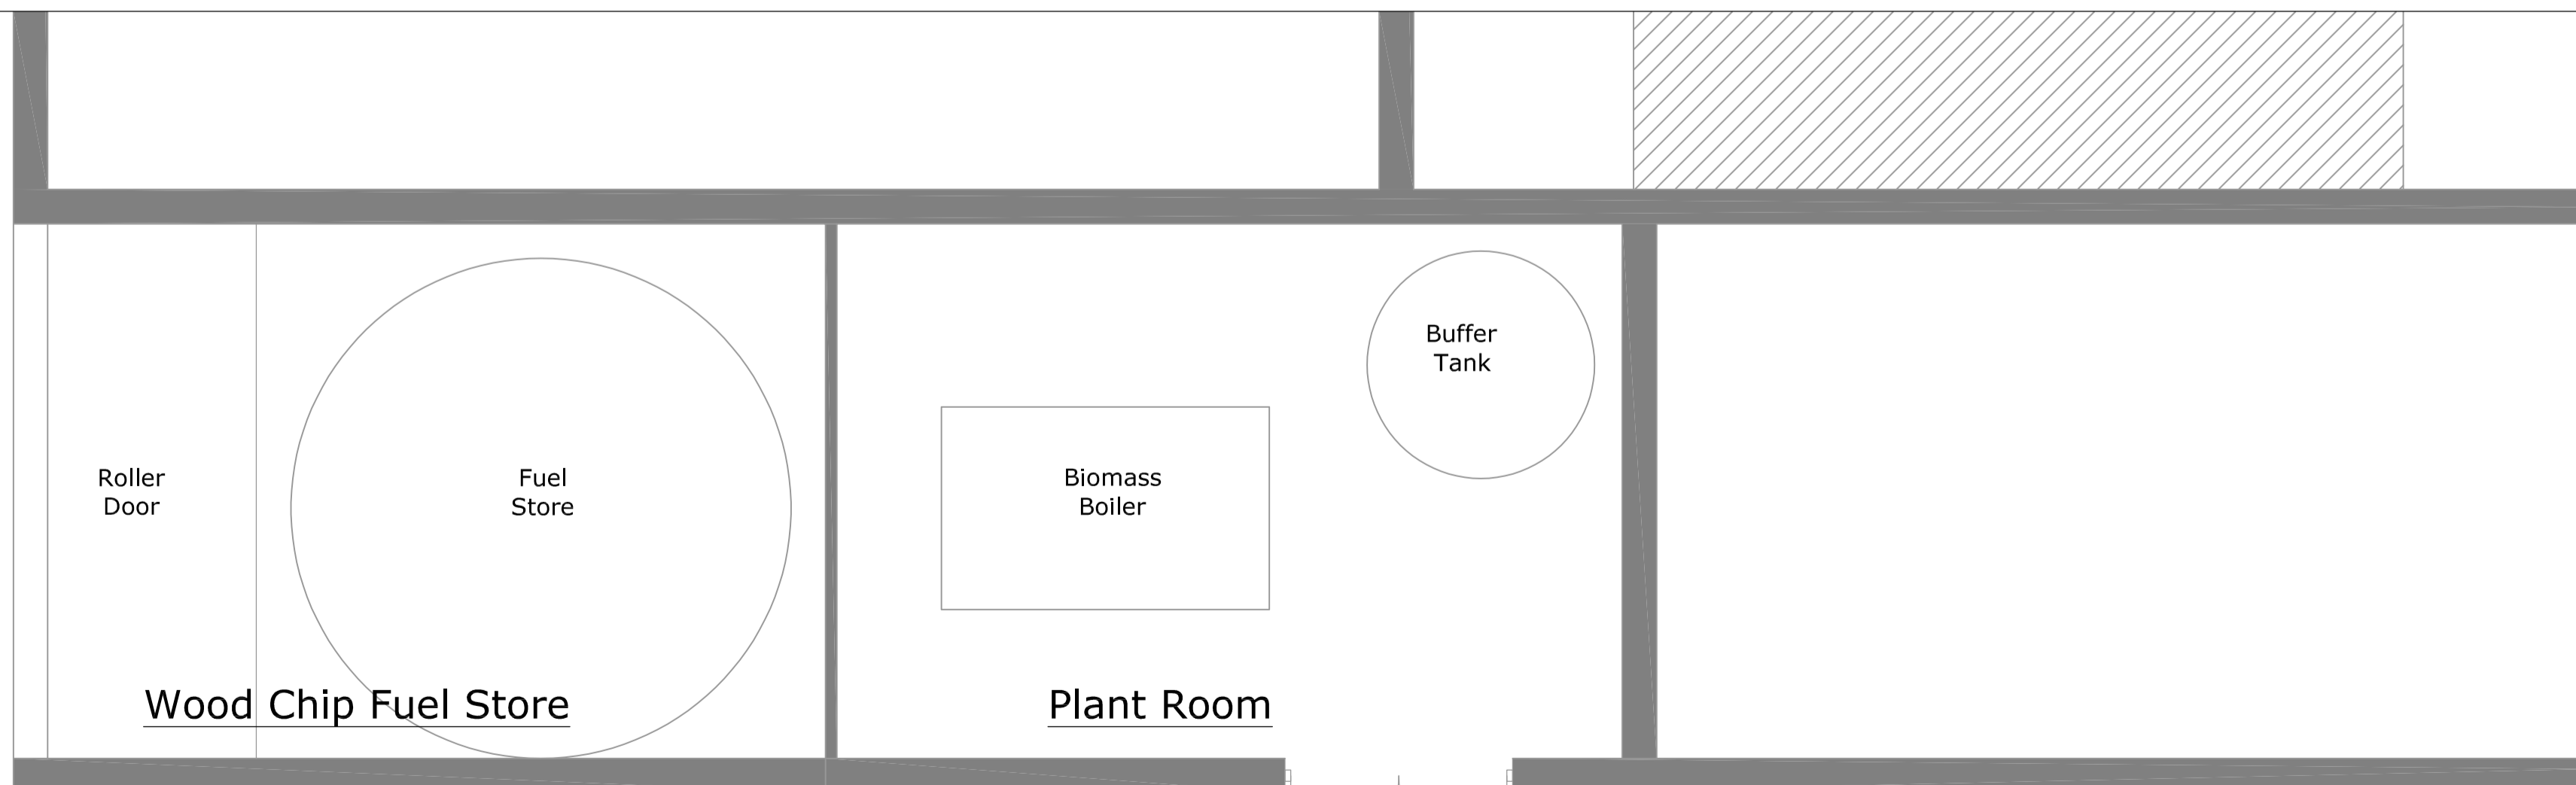 Buffer
Tank
Roller
Door
Fuel
Store
Biomass
Boiler
Wood Chip Fuel Store
Plant Room